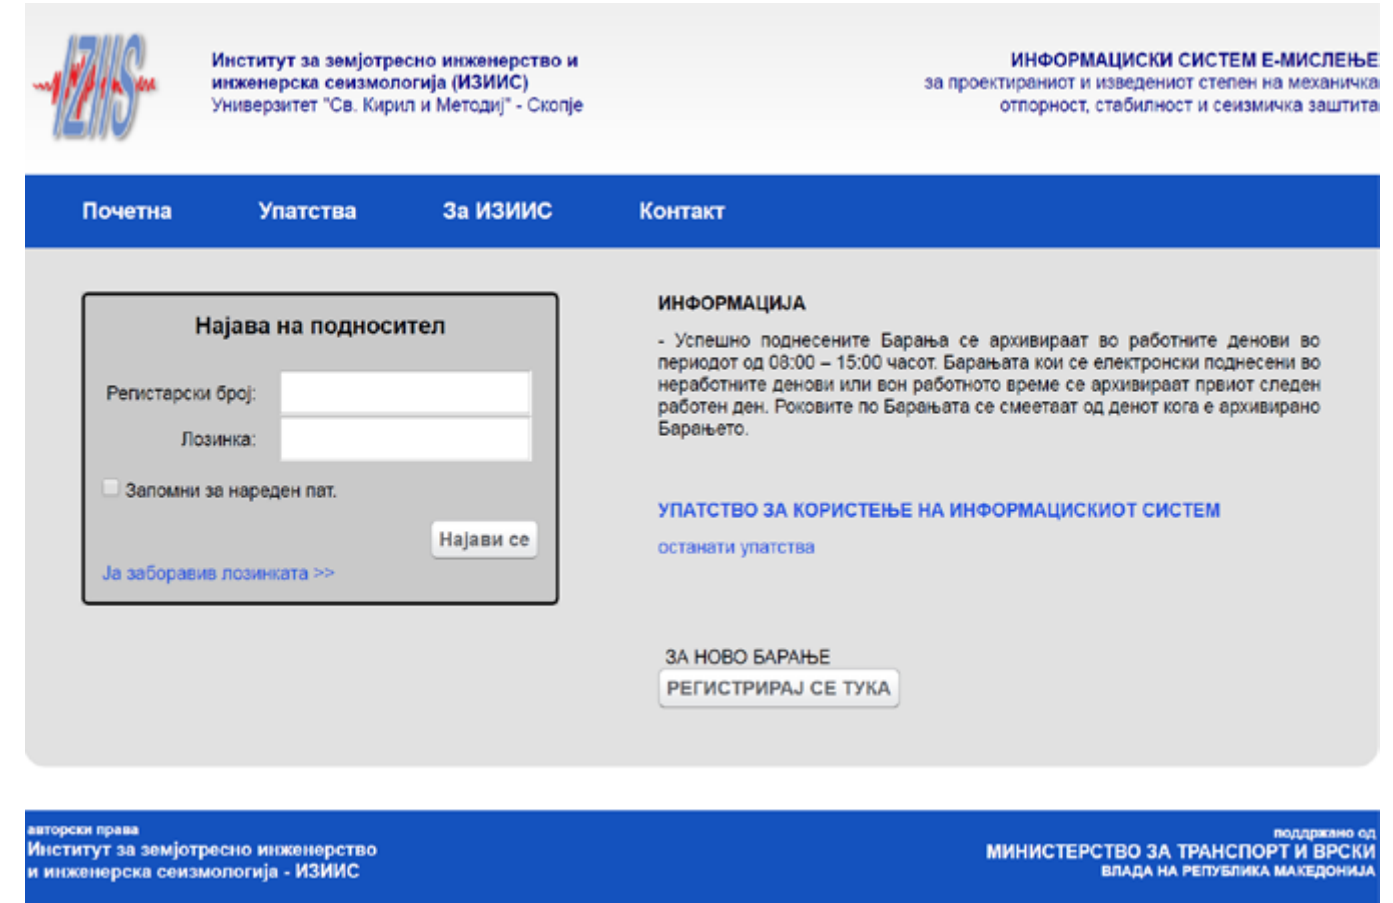 IZIIS
Институт за земјотресно инженерство и
инженерска сеизмологија (ИЗИИС)
Универзитет "Св. Кирил и Методиј" - Скопје
ИНФОРМАЦИСКИ СИСТЕМ Е-МИСЛЕЊЕ
за проектираниот и изведениот степен на механичка
отпорност, стабилност и сеизмичка заштита
Почетна Упатства За ИЗИИС Контакт
Најава на подносител
Регистарски број:
Лозинка:
Запомни за нареден пат.
Најави се
Ја заборавив лозинката >>
ИНФОРМАЦИЈА
- Успешно поднесените Барања се архивираат во работните денови во
периодот од 08:00 – 15:00 часот. Барањата кои се електронски поднесени во
неработните денови или вон работното време се архивираат првиот следен
работен ден. Роковите по Барањата се сметаат од денот кога е архивирано
Барањето.
УПАТСТВО ЗА КОРИСТЕЊЕ НА ИНФОРМАЦИСКИОТ СИСТЕМ
останати упатства
ЗА НОВО БАРАЊЕ
РЕГИСТРИРАЈ СЕ ТУКА
авторски права
Институт за земјотресно инженерство
и инженерска сеизмологија - ИЗИИС
поддржано од
МИНИСТЕРСТВО ЗА ТРАНСПОРТ И ВРСКИ
ВЛАДА НА РЕПУБЛИКА МАКЕДОНИЈА